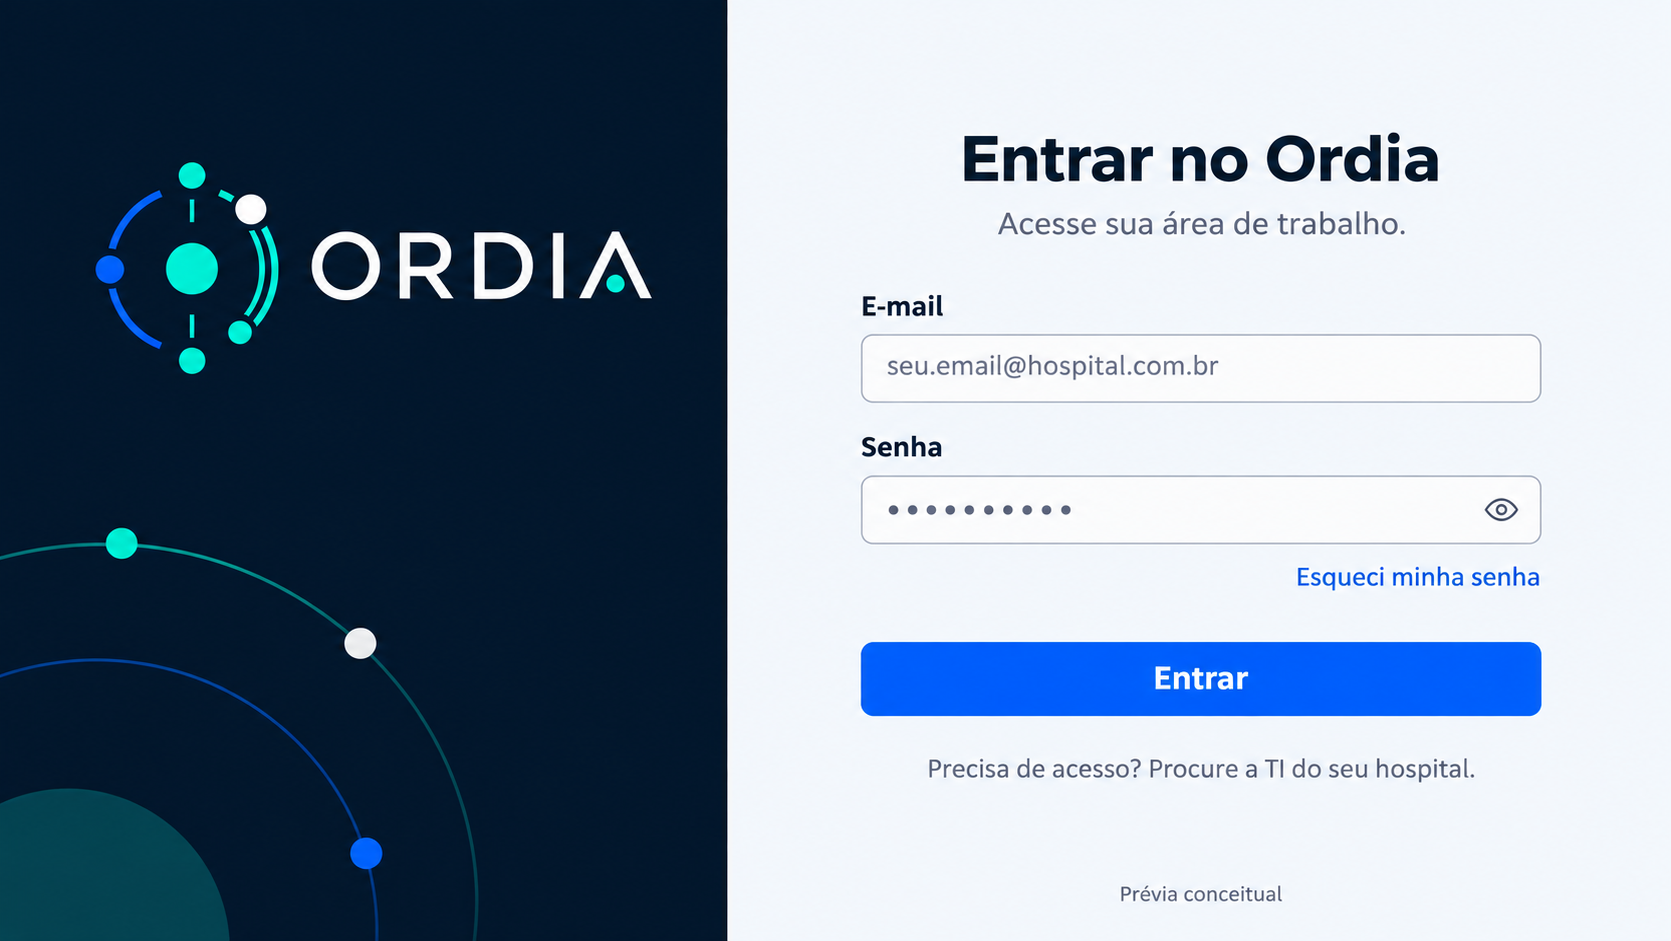 ORDIA
Entrar no Ordia
Acesse sua área de trabalho.
E-mail
seu.email@hospital.com.br
Senha
Esqueci minha senha
Entrar
Precisa de acesso? Procure a TI do seu hospital.
Prévia conceitual